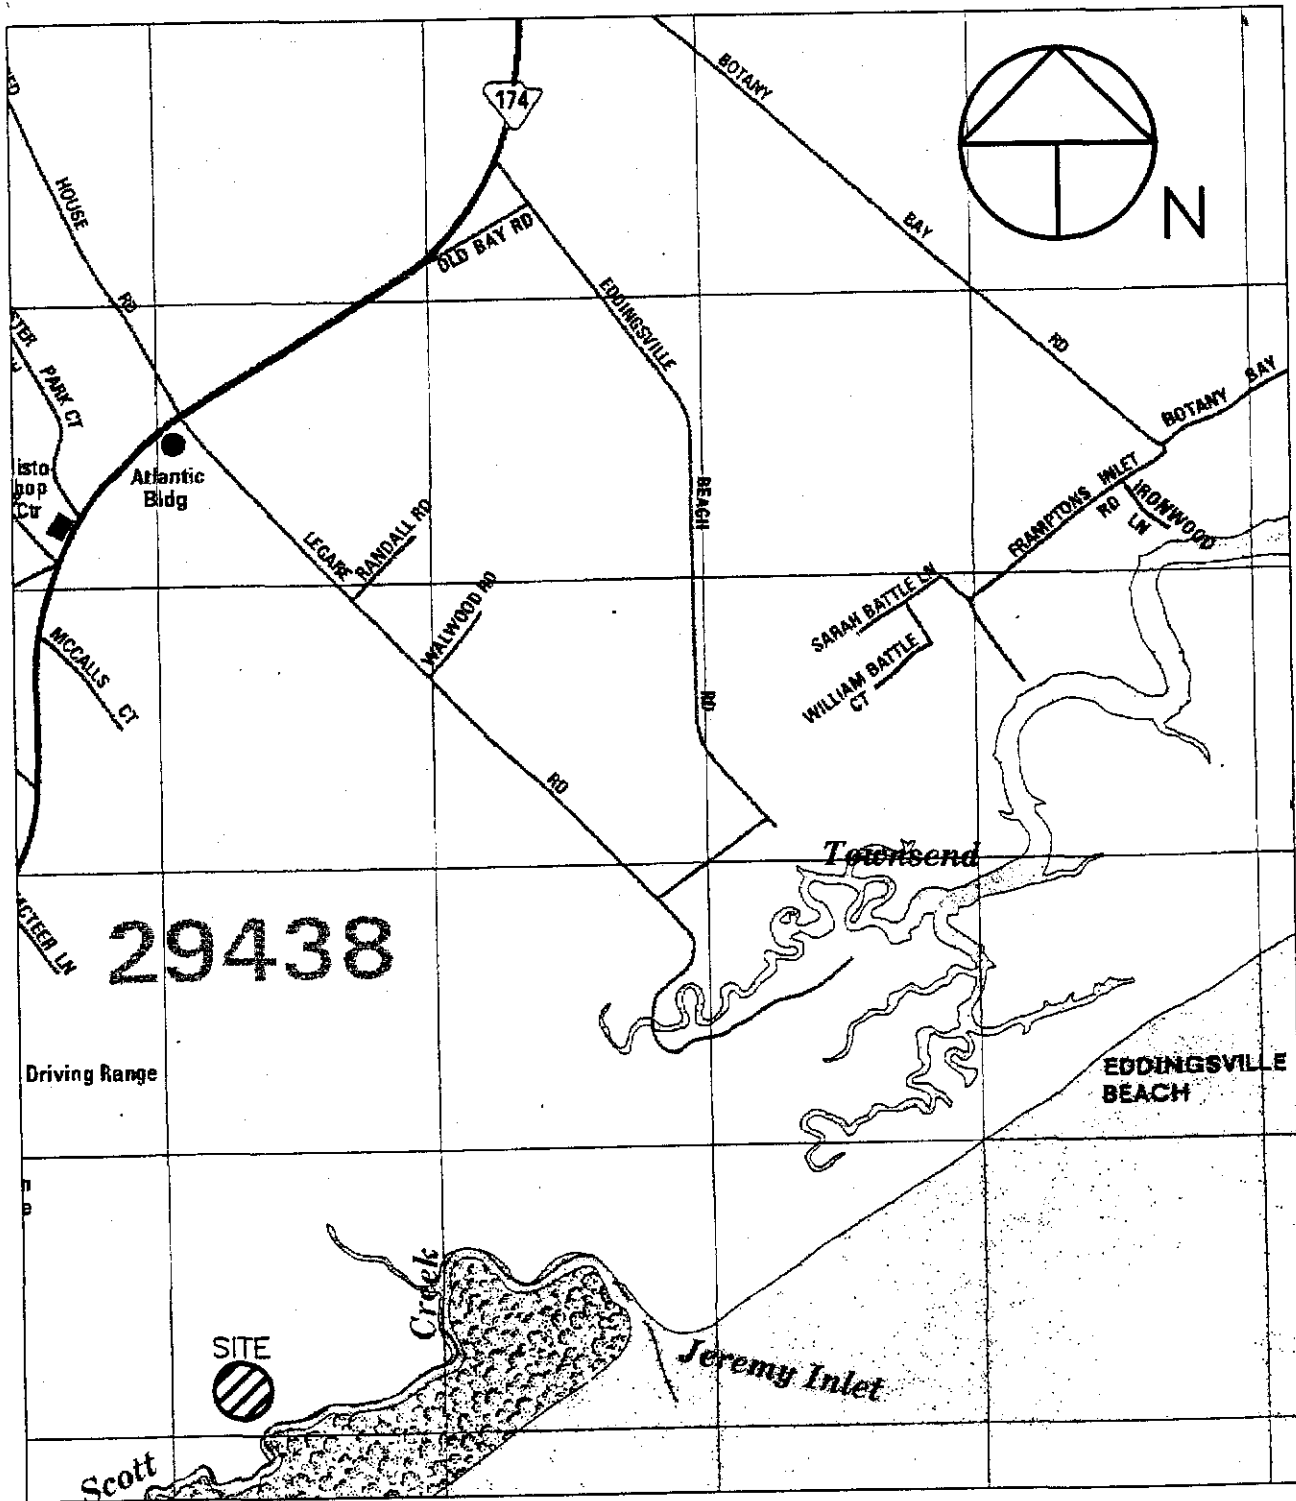 174
BOTANY
BAY
RD
N
HOUSE
RD
OLD BAY RD
EDDINGSVILLE
BEACH
RD
PARK CT
BOTANY BAY
FRAMPTONS INLET
RD
IRONWOOD
LN
Atlantic
Bldg
Ctr
LEGARE
RANDALL RD
WALWOOD RD
RD
SARAH BATTLE LN
WILLIAM BATTLE
CT
MCCALLS CT
Townsend
LN
29438
Driving Range
EDDINGSVILLE
BEACH
Creek
SITE
Jeremy Inlet
Scott